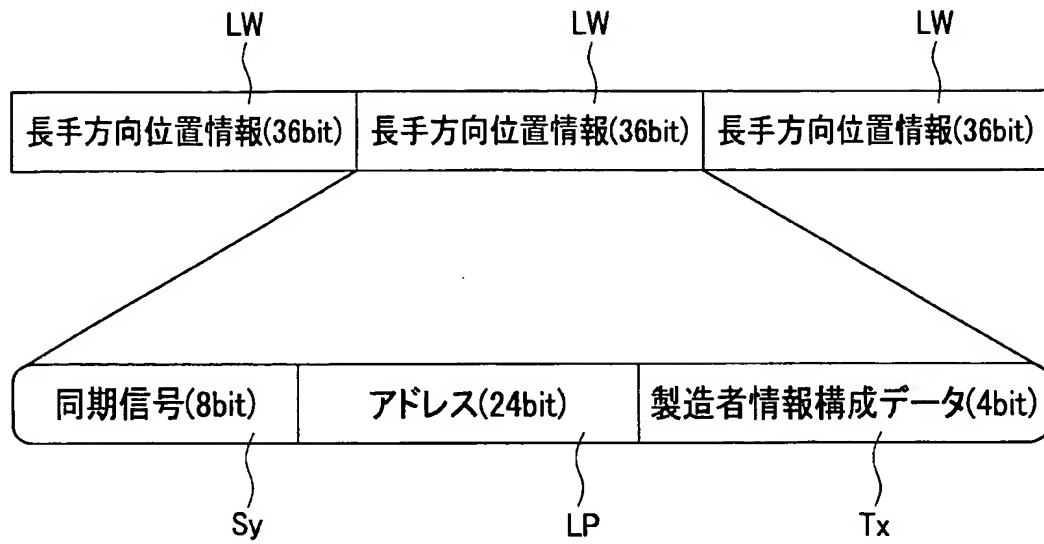 LW LW LW
長手方向位置情報(36bit) 長手方向位置情報(36bit) 長手方向位置情報(36bit)
同期信号(8bit) アドレス(24bit) 製造者情報構成データ(4bit)
Sy LP Tx